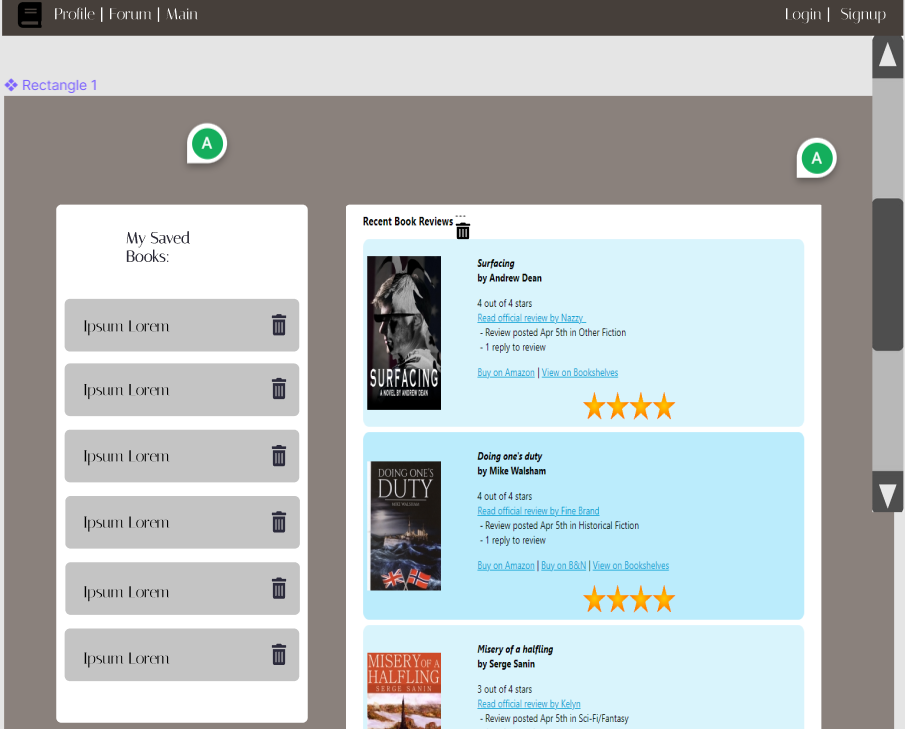 Profile | Forum | Main
Login | Signup
Rectangle 1
A
A
My Saved
Books:
Ipsum Lorem
Ipsum Lorem
Ipsum Lorem
Ipsum Lorem
Ipsum Lorem
Ipsum Lorem
Recent Book Reviews ---
SURFACING
A NOVEL BY ANDREW DEAN
Surfacing
by Andrew Dean
4 out of 4 stars
Read official review by Nazzy
- Review posted Apr 5th in Other Fiction
- 1 reply to review
Buy on Amazon | View on Bookshelves
DOING ONE'S
DUTY
MIKE WALSHAM
Doing one's duty
by Mike Walsham
4 out of 4 stars
Read official review by Fine Brand
- Review posted Apr 5th in Historical Fiction
- 1 reply to review
Buy on Amazon | Buy on B&N | View on Bookshelves
MISERY OF A
HALFLING
SERGE SANIN
Misery of a halfling
by Serge Sanin
3 out of 4 stars
Read official review by Kelyn
- Review posted Apr 5th in Sci-Fi/Fantasy